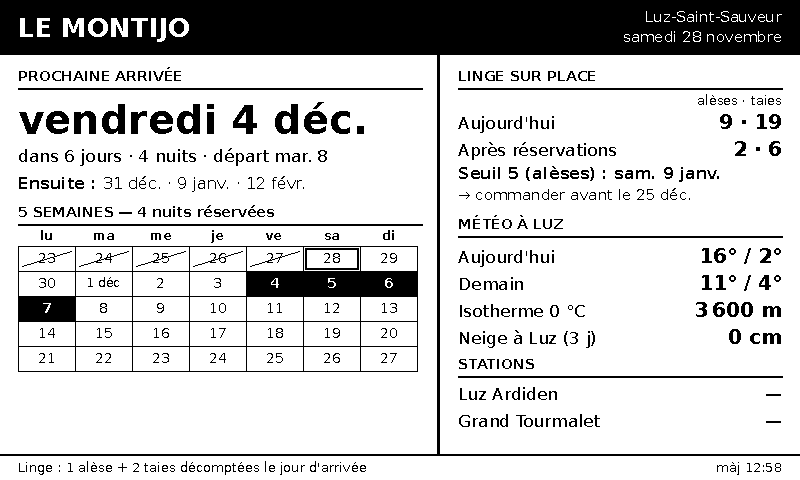 LE MONTIJO
Luz-Saint-Sauveur
samedi 28 novembre
PROCHAINE ARRIVÉE
vendredi 4 déc.
dans 6 jours · 4 nuits · départ mar. 8
Ensuite : 31 déc. · 9 janv. · 12 févr.
5 SEMAINES — 4 nuits réservées
lu ma me je ve sa di
23 24 25 26 27 28 29
30 1 déc 2 3 4 5 6
7 8 9 10 11 12 13
14 15 16 17 18 19 20
21 22 23 24 25 26 27
LINGE SUR PLACE
alèses · taies
Aujourd'hui 9 · 19
Après réservations 2 · 6
Seuil 5 (alèses) : sam. 9 janv.
→ commander avant le 25 déc.
MÉTÉO À LUZ
Aujourd'hui 16° / 2°
Demain 11° / 4°
Isotherme 0 °C 3 600 m
Neige à Luz (3 j) 0 cm
STATIONS
Luz Ardiden —
Grand Tourmalet —
Linge : 1 alèse + 2 taies décomptées le jour d'arrivée
màj 12:58